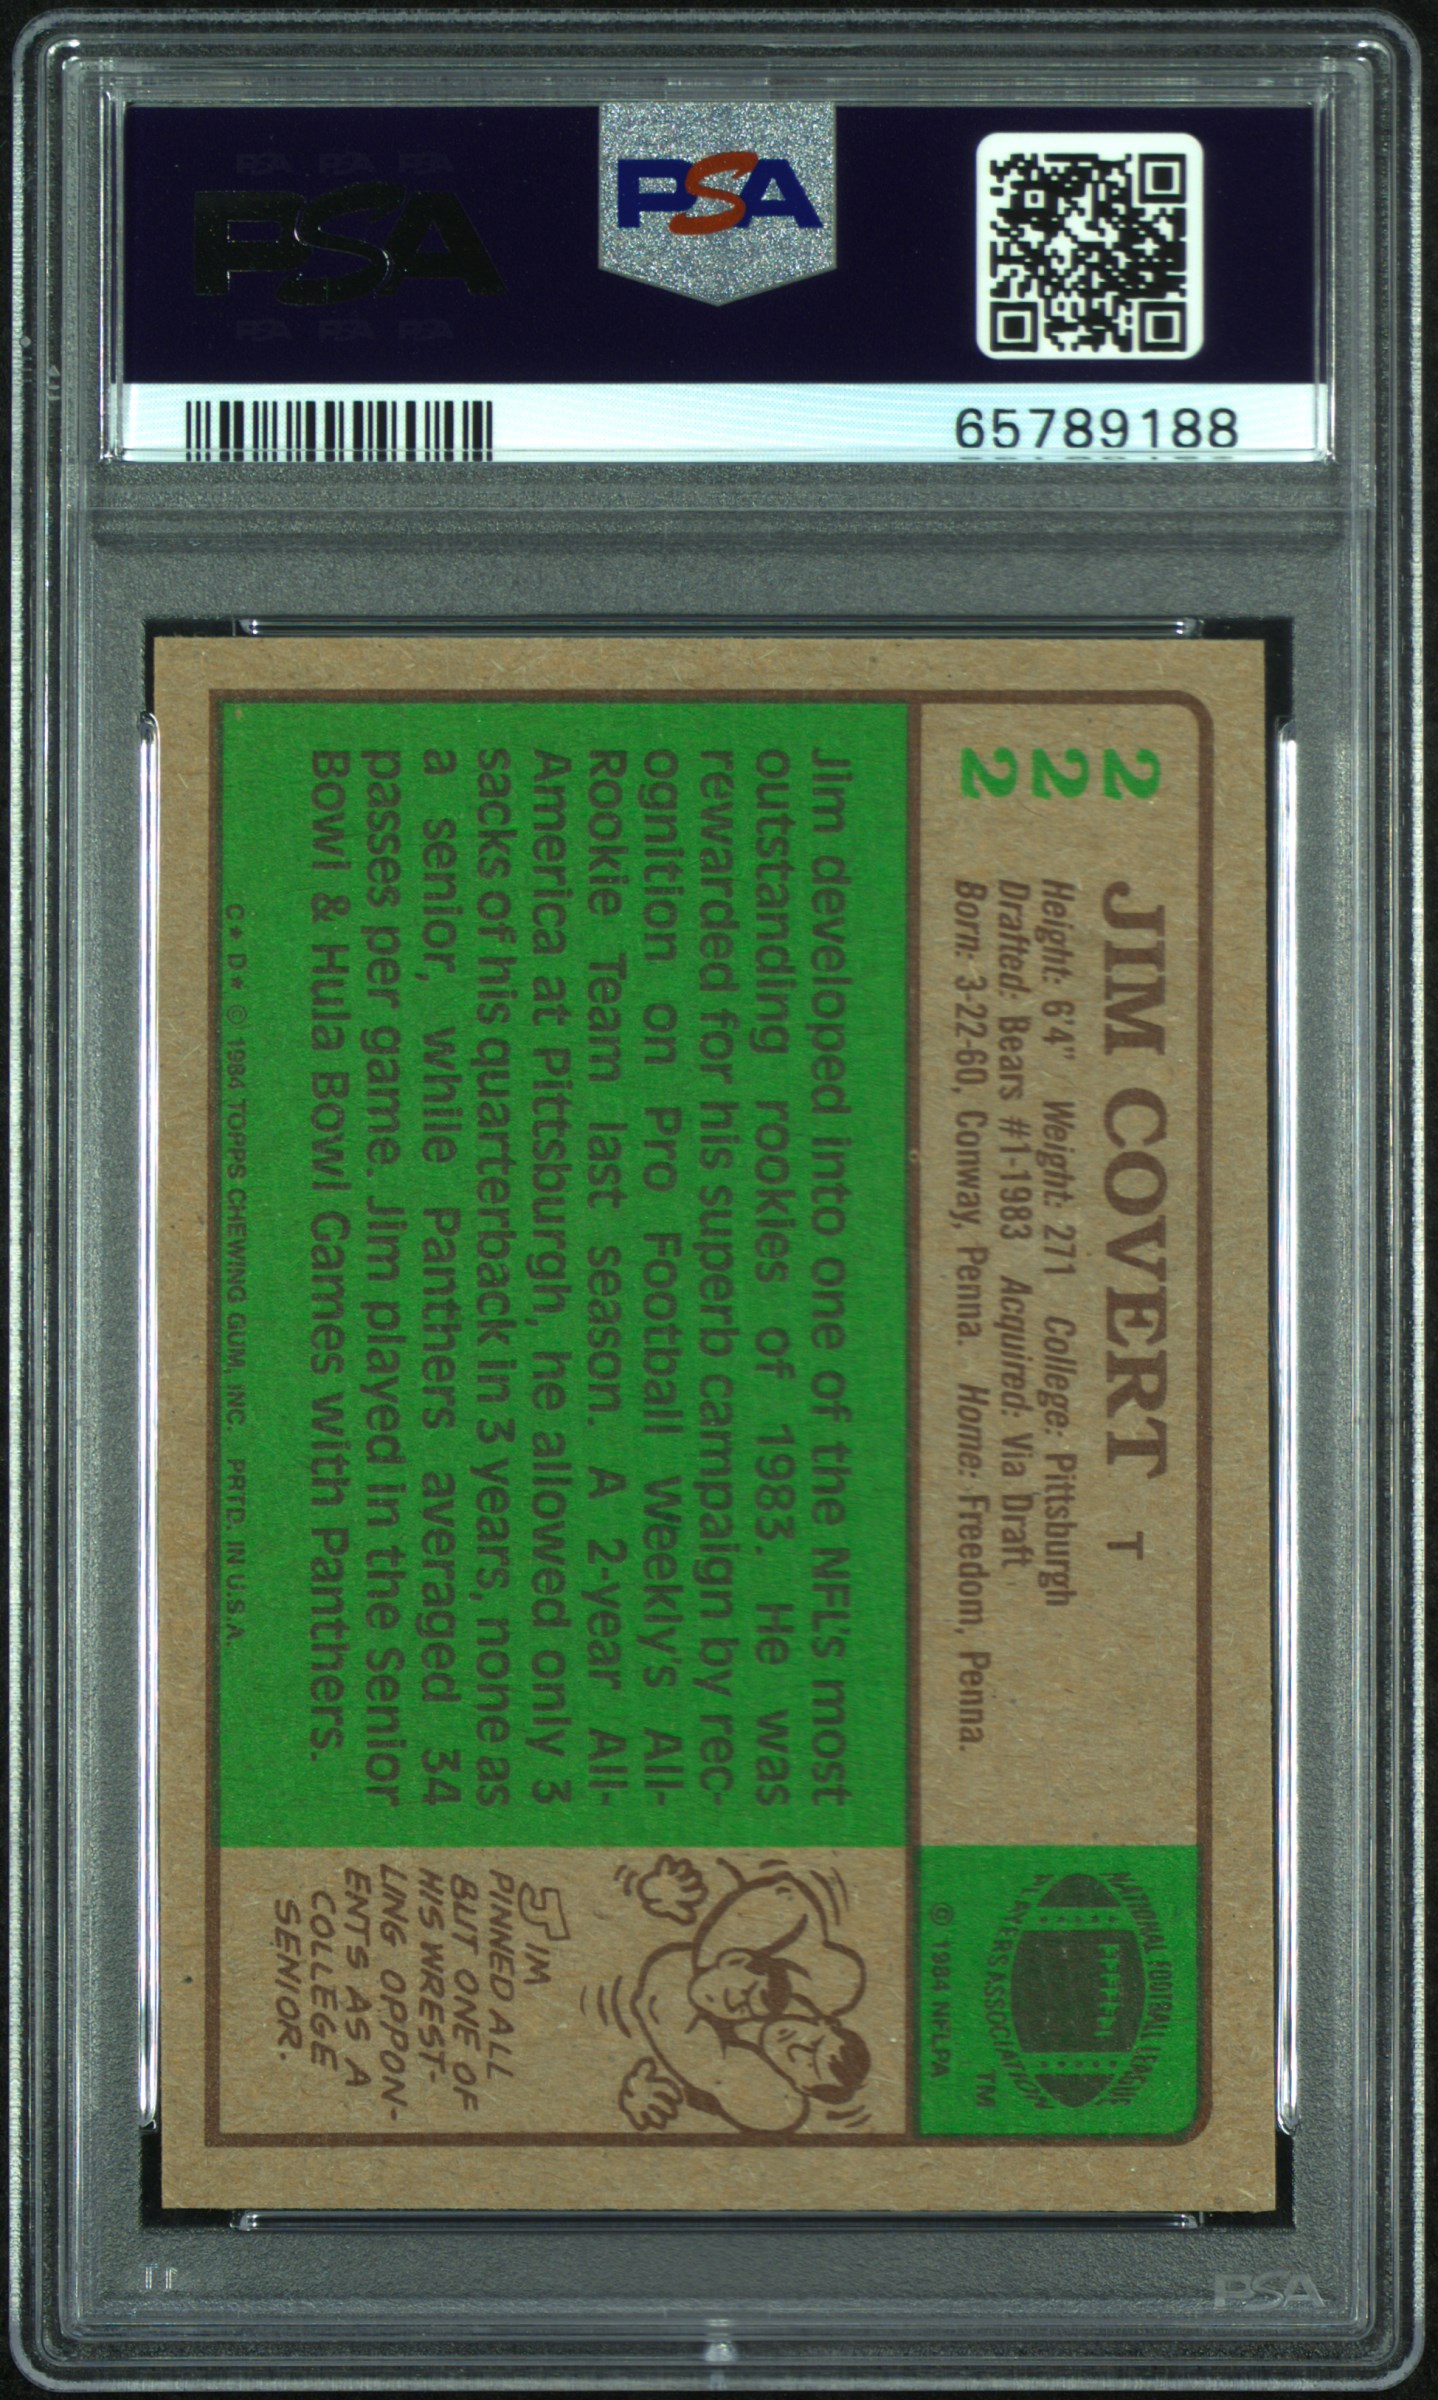 PSA PSA PSA
PSA
PSA PSA PSA
PSA
65789188
222
JIM COVERT T
Height: 6'4" Weight: 271 College: Pittsburgh
Drafted: Bears #1-1983 Acquired: Via Draft
Born: 3-22-60, Conway, Penna. Home: Freedom, Penna.
NATIONAL FOOTBALL LEAGUE
PLAYERS ASSOCIATION
TM
© 1984 NFLPA
Jim developed into one of the NFL's most
outstanding rookies of 1983. He was
rewarded for his superb campaign by rec-
ognition on Pro Football Weekly's All-
Rookie Team last season. A 2-year All-
America at Pittsburgh, he allowed only 3
sacks of his quarterback in 3 years, none as
a senior, while Panthers averaged 34
passes per game. Jim played in the Senior
Bowl & Hula Bowl Games with Panthers.
C* D* © 1984 TOPPS CHEWING GUM, INC. PRTD. IN U.S.A.
JIM
PINNED ALL
BUT ONE OF
HIS WREST-
LING OPPON-
ENTS AS A
COLLEGE
SENIOR.
PSA